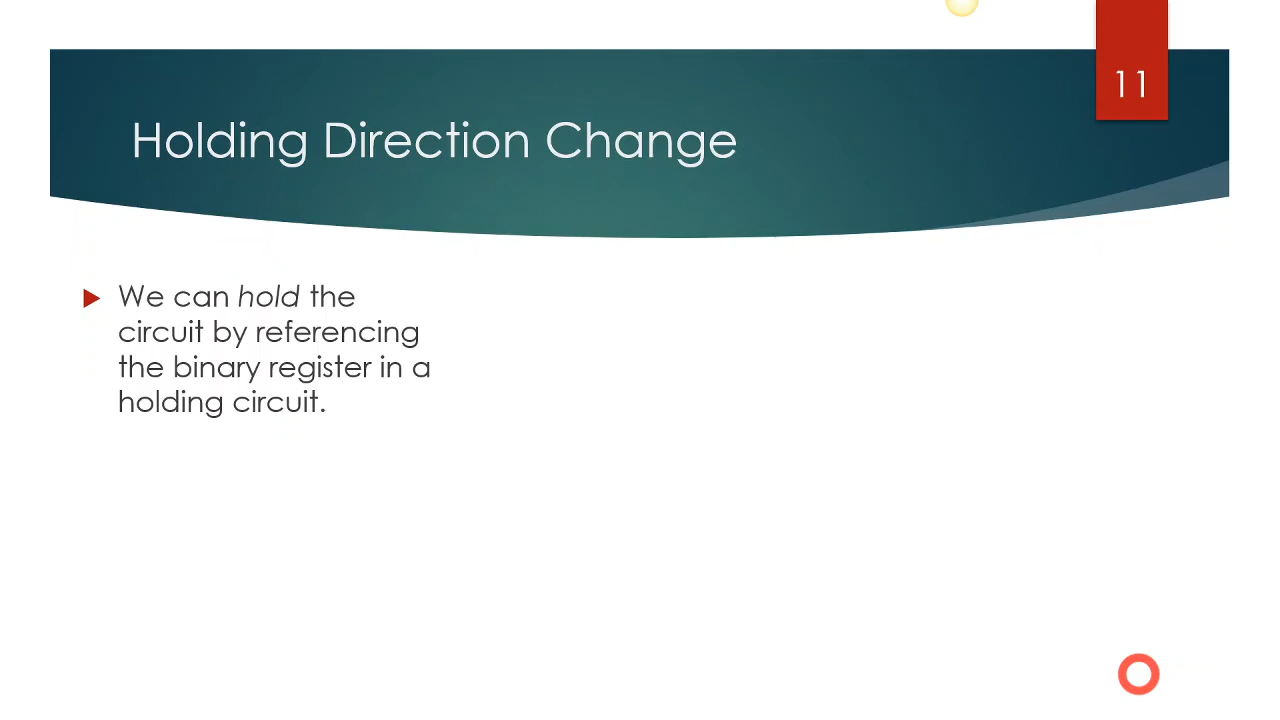 11
Holding Direction Change
We can hold the
circuit by referencing
the binary register in a
holding circuit.